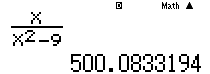 D Math ▲
x
x²-9
500.0833194